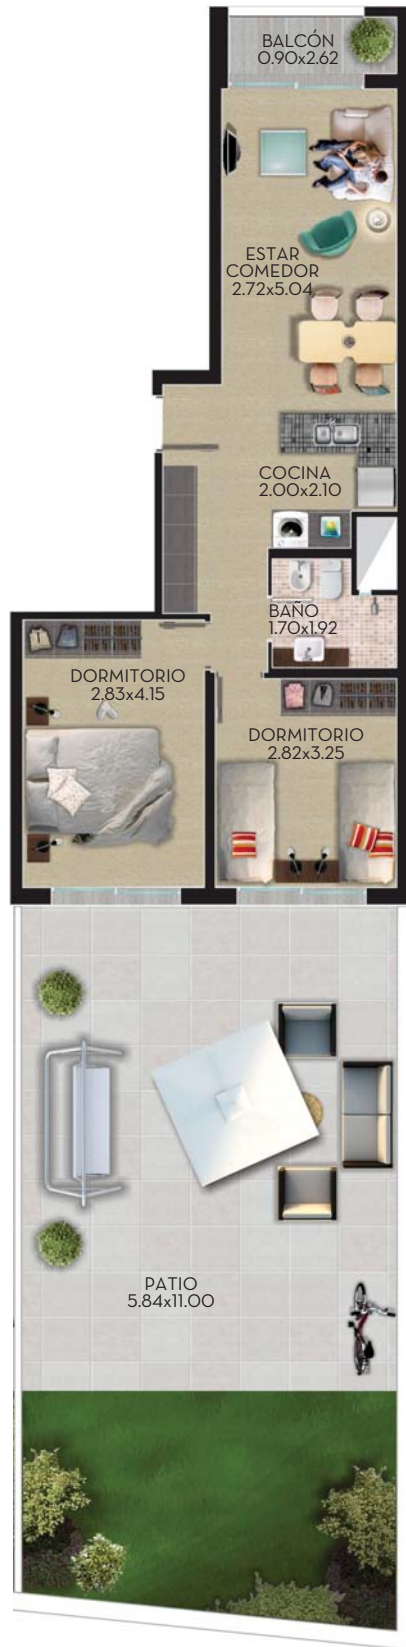 BALCÓN
0.90x2.62
ESTAR
COMEDOR
2.72x5.04
COCINA
2.00x2.10
BAÑO
1.70x1.92
DORMITORIO
2.83x4.15
DORMITORIO
2.82x3.25
PATIO
5.84x11.00